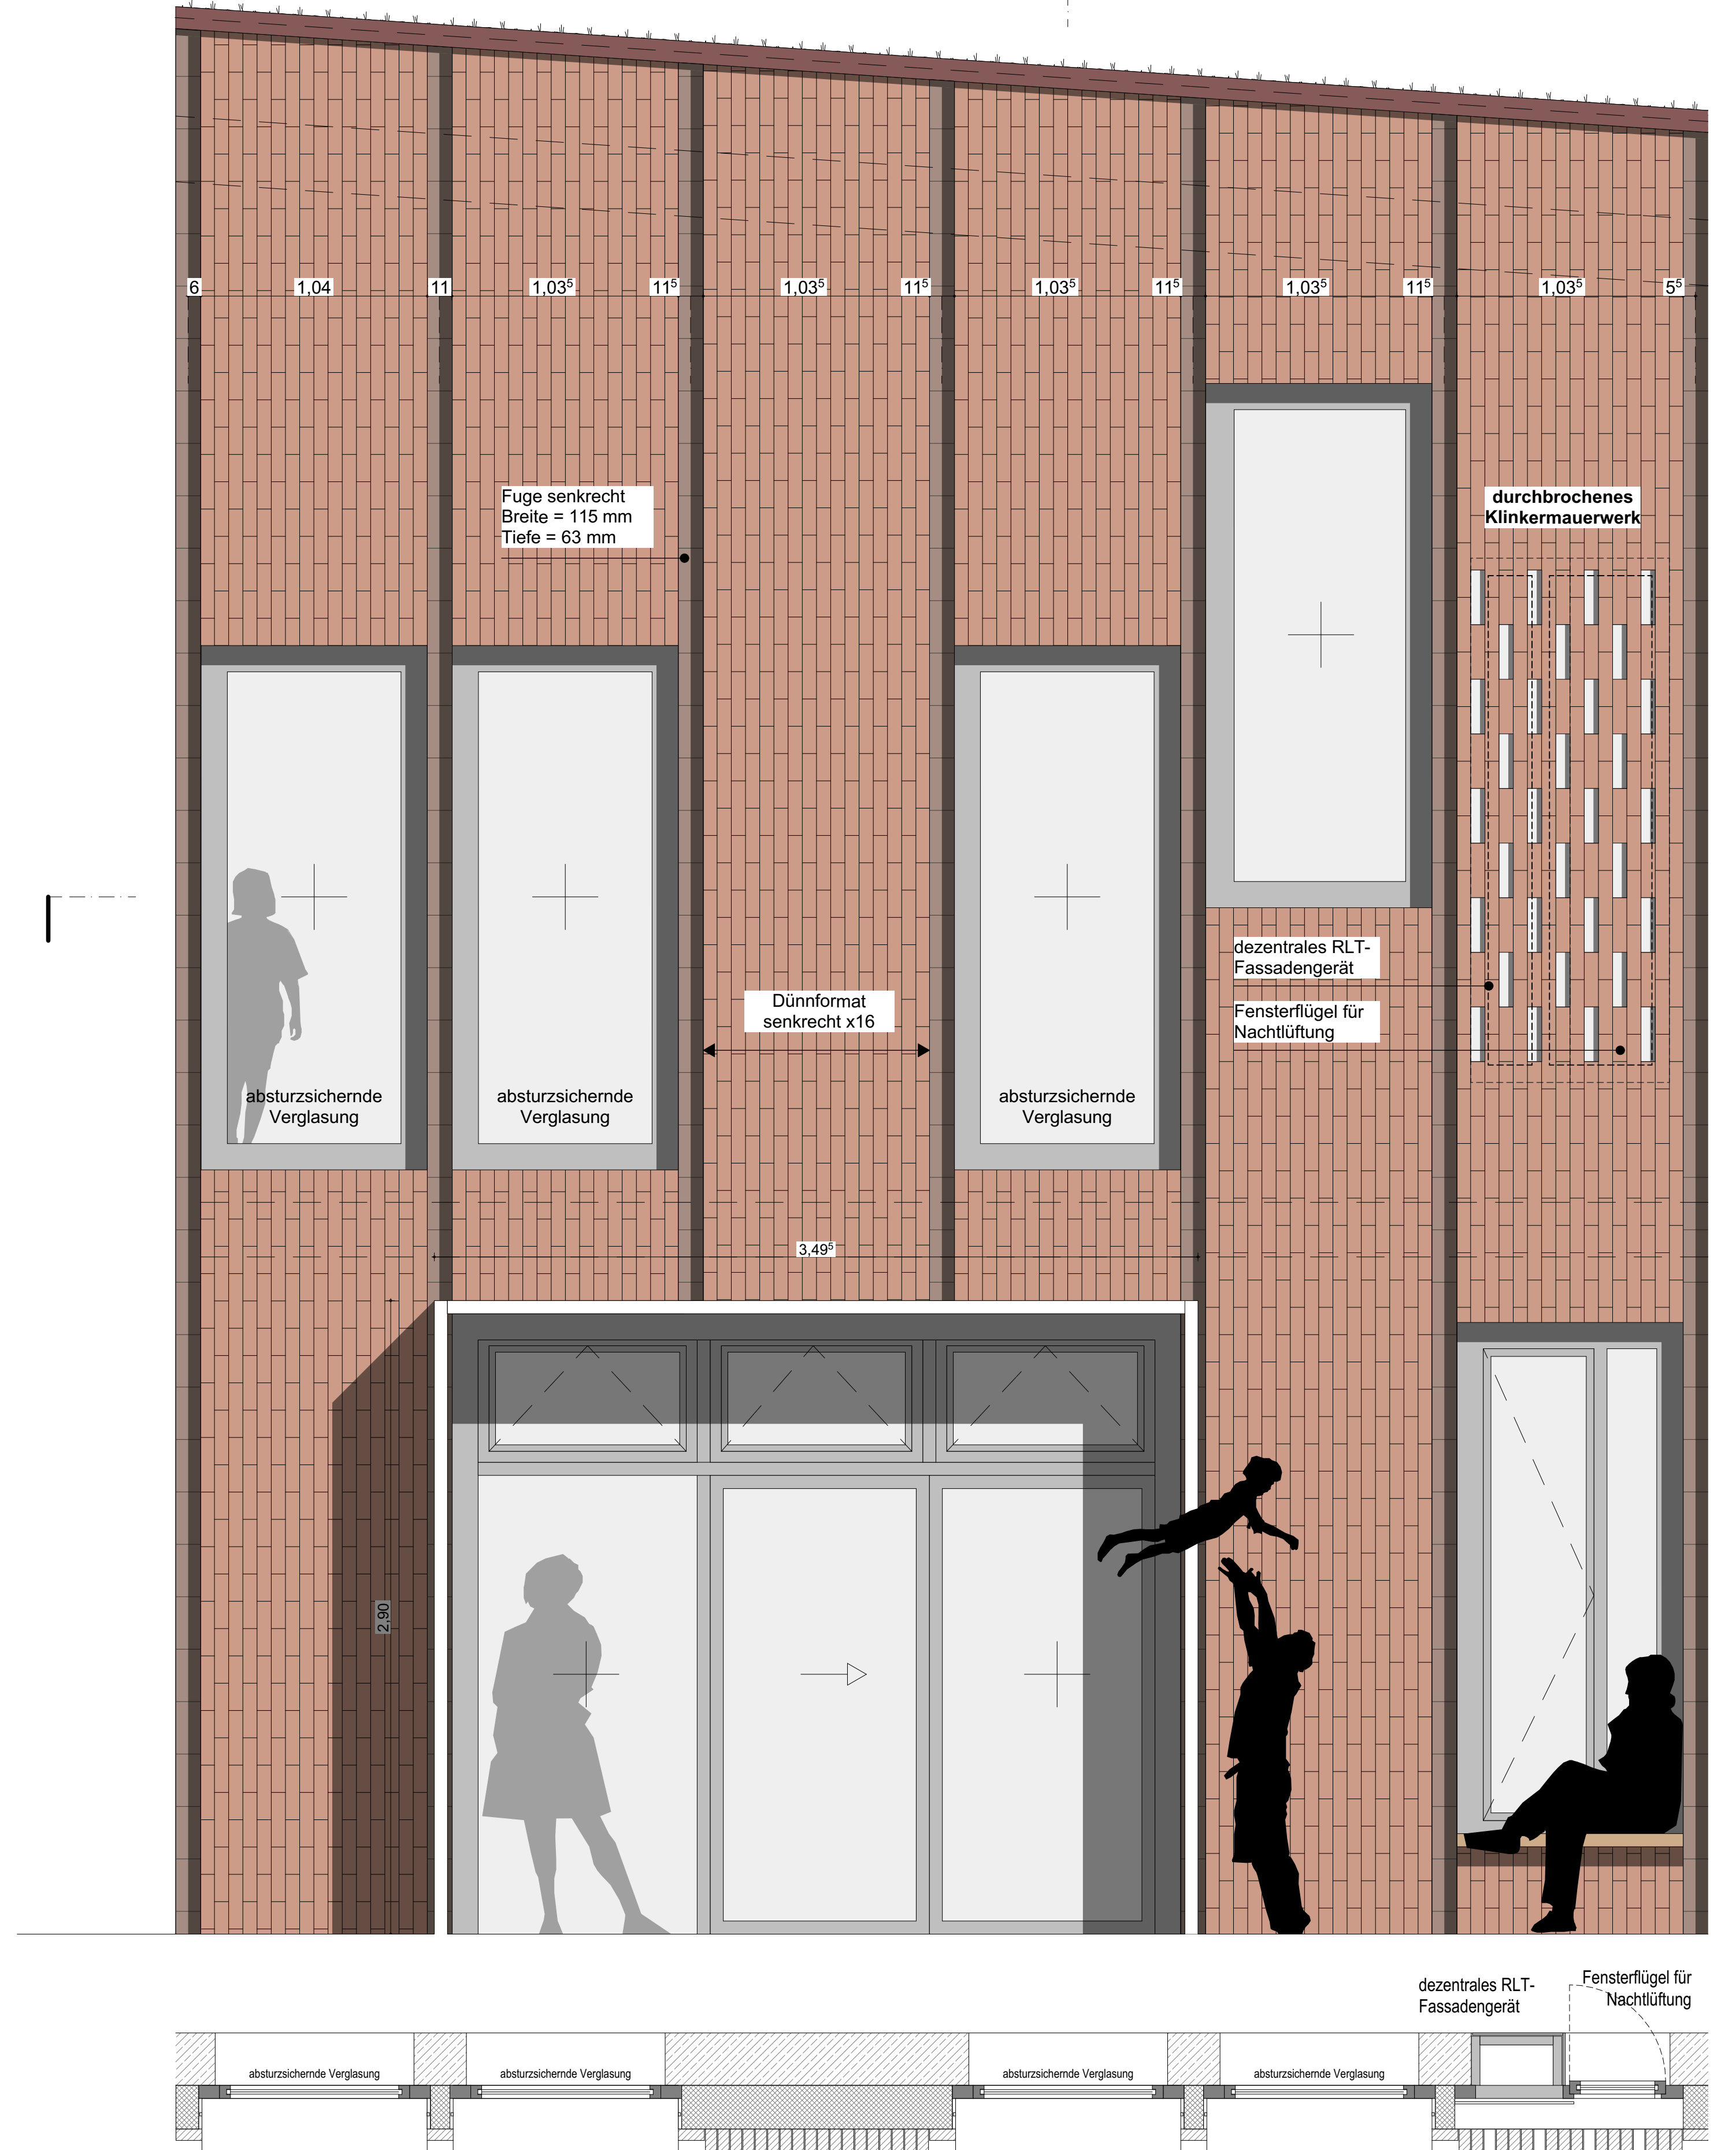 6 1,04 11 1,03⁵ 11⁵ 1,03⁵ 11⁵ 1,03⁵ 11⁵ 1,03⁵ 11⁵ 1,03⁵ 5⁵
Fuge senkrecht
Breite = 115 mm
Tiefe = 63 mm
durchbrochenes
Klinkermauerwerk
dezentrales RLT-
Fassadengerät
Fensterflügel für
Nachtlüftung
Dünnformat
senkrecht x16
absturzsichernde
Verglasung
absturzsichernde
Verglasung
absturzsichernde
Verglasung
3,49⁵
2,90
dezentrales RLT-
Fassadengerät
Fensterflügel für
Nachtlüftung
absturzsichernde Verglasung
absturzsichernde Verglasung
absturzsichernde Verglasung
absturzsichernde Verglasung